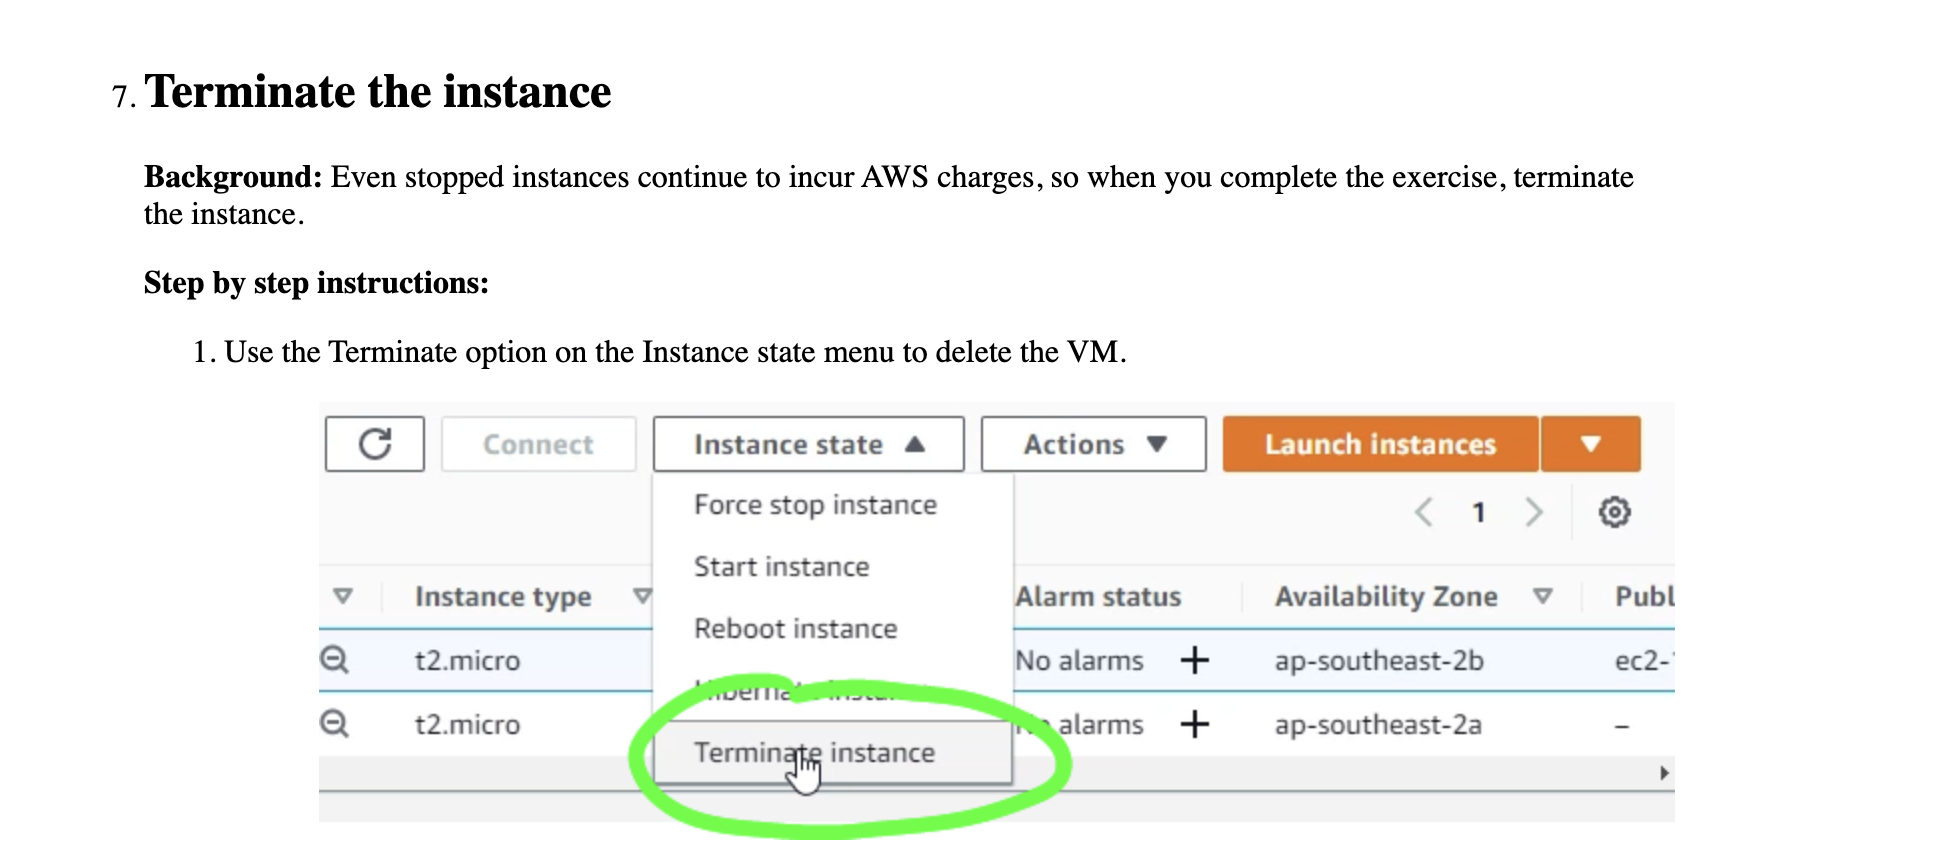 7. Terminate the instance
Background: Even stopped instances continue to incur AWS charges, so when you complete the exercise, terminate
the instance.
Step by step instructions:
1. Use the Terminate option on the Instance state menu to delete the VM.
Connect Instance state Actions Launch instances
Force stop instance
1
Start instance
Instance type Alarm status Availability Zone Publ
Reboot instance
t2.micro No alarms + ap-southeast-2b ec2-
t2.micro alarms + ap-southeast-2a –
Terminate instance